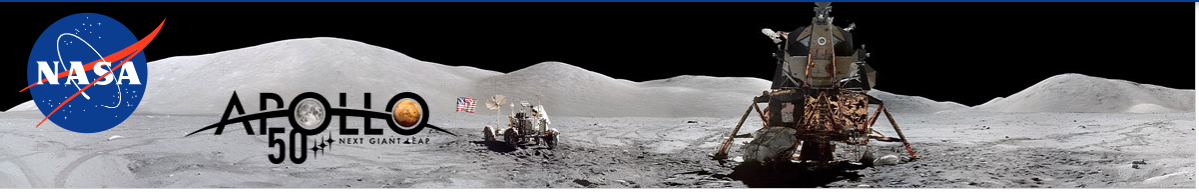 NASA
APOLLO
50
NEXT GIANT LEAP